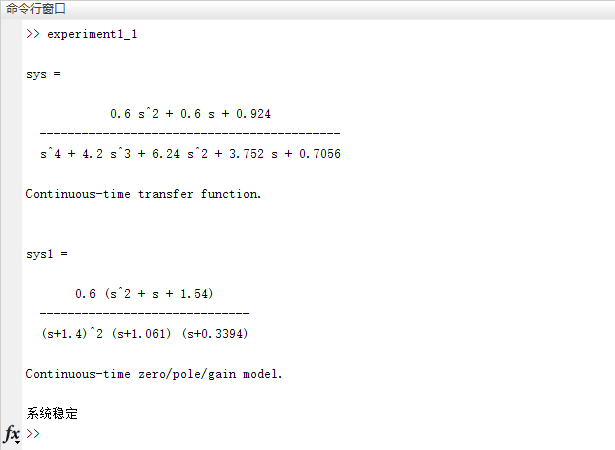 命令行窗口
>> experiment1_1
sys =
0.6 s^2 + 0.6 s + 0.924
-------------------------------------------
s^4 + 4.2 s^3 + 6.24 s^2 + 3.752 s + 0.7056
Continuous-time transfer function.
sys1 =
0.6 (s^2 + s + 1.54)
------------------------------
(s+1.4)^2 (s+1.061) (s+0.3394)
Continuous-time zero/pole/gain model.
系统稳定
fx >>